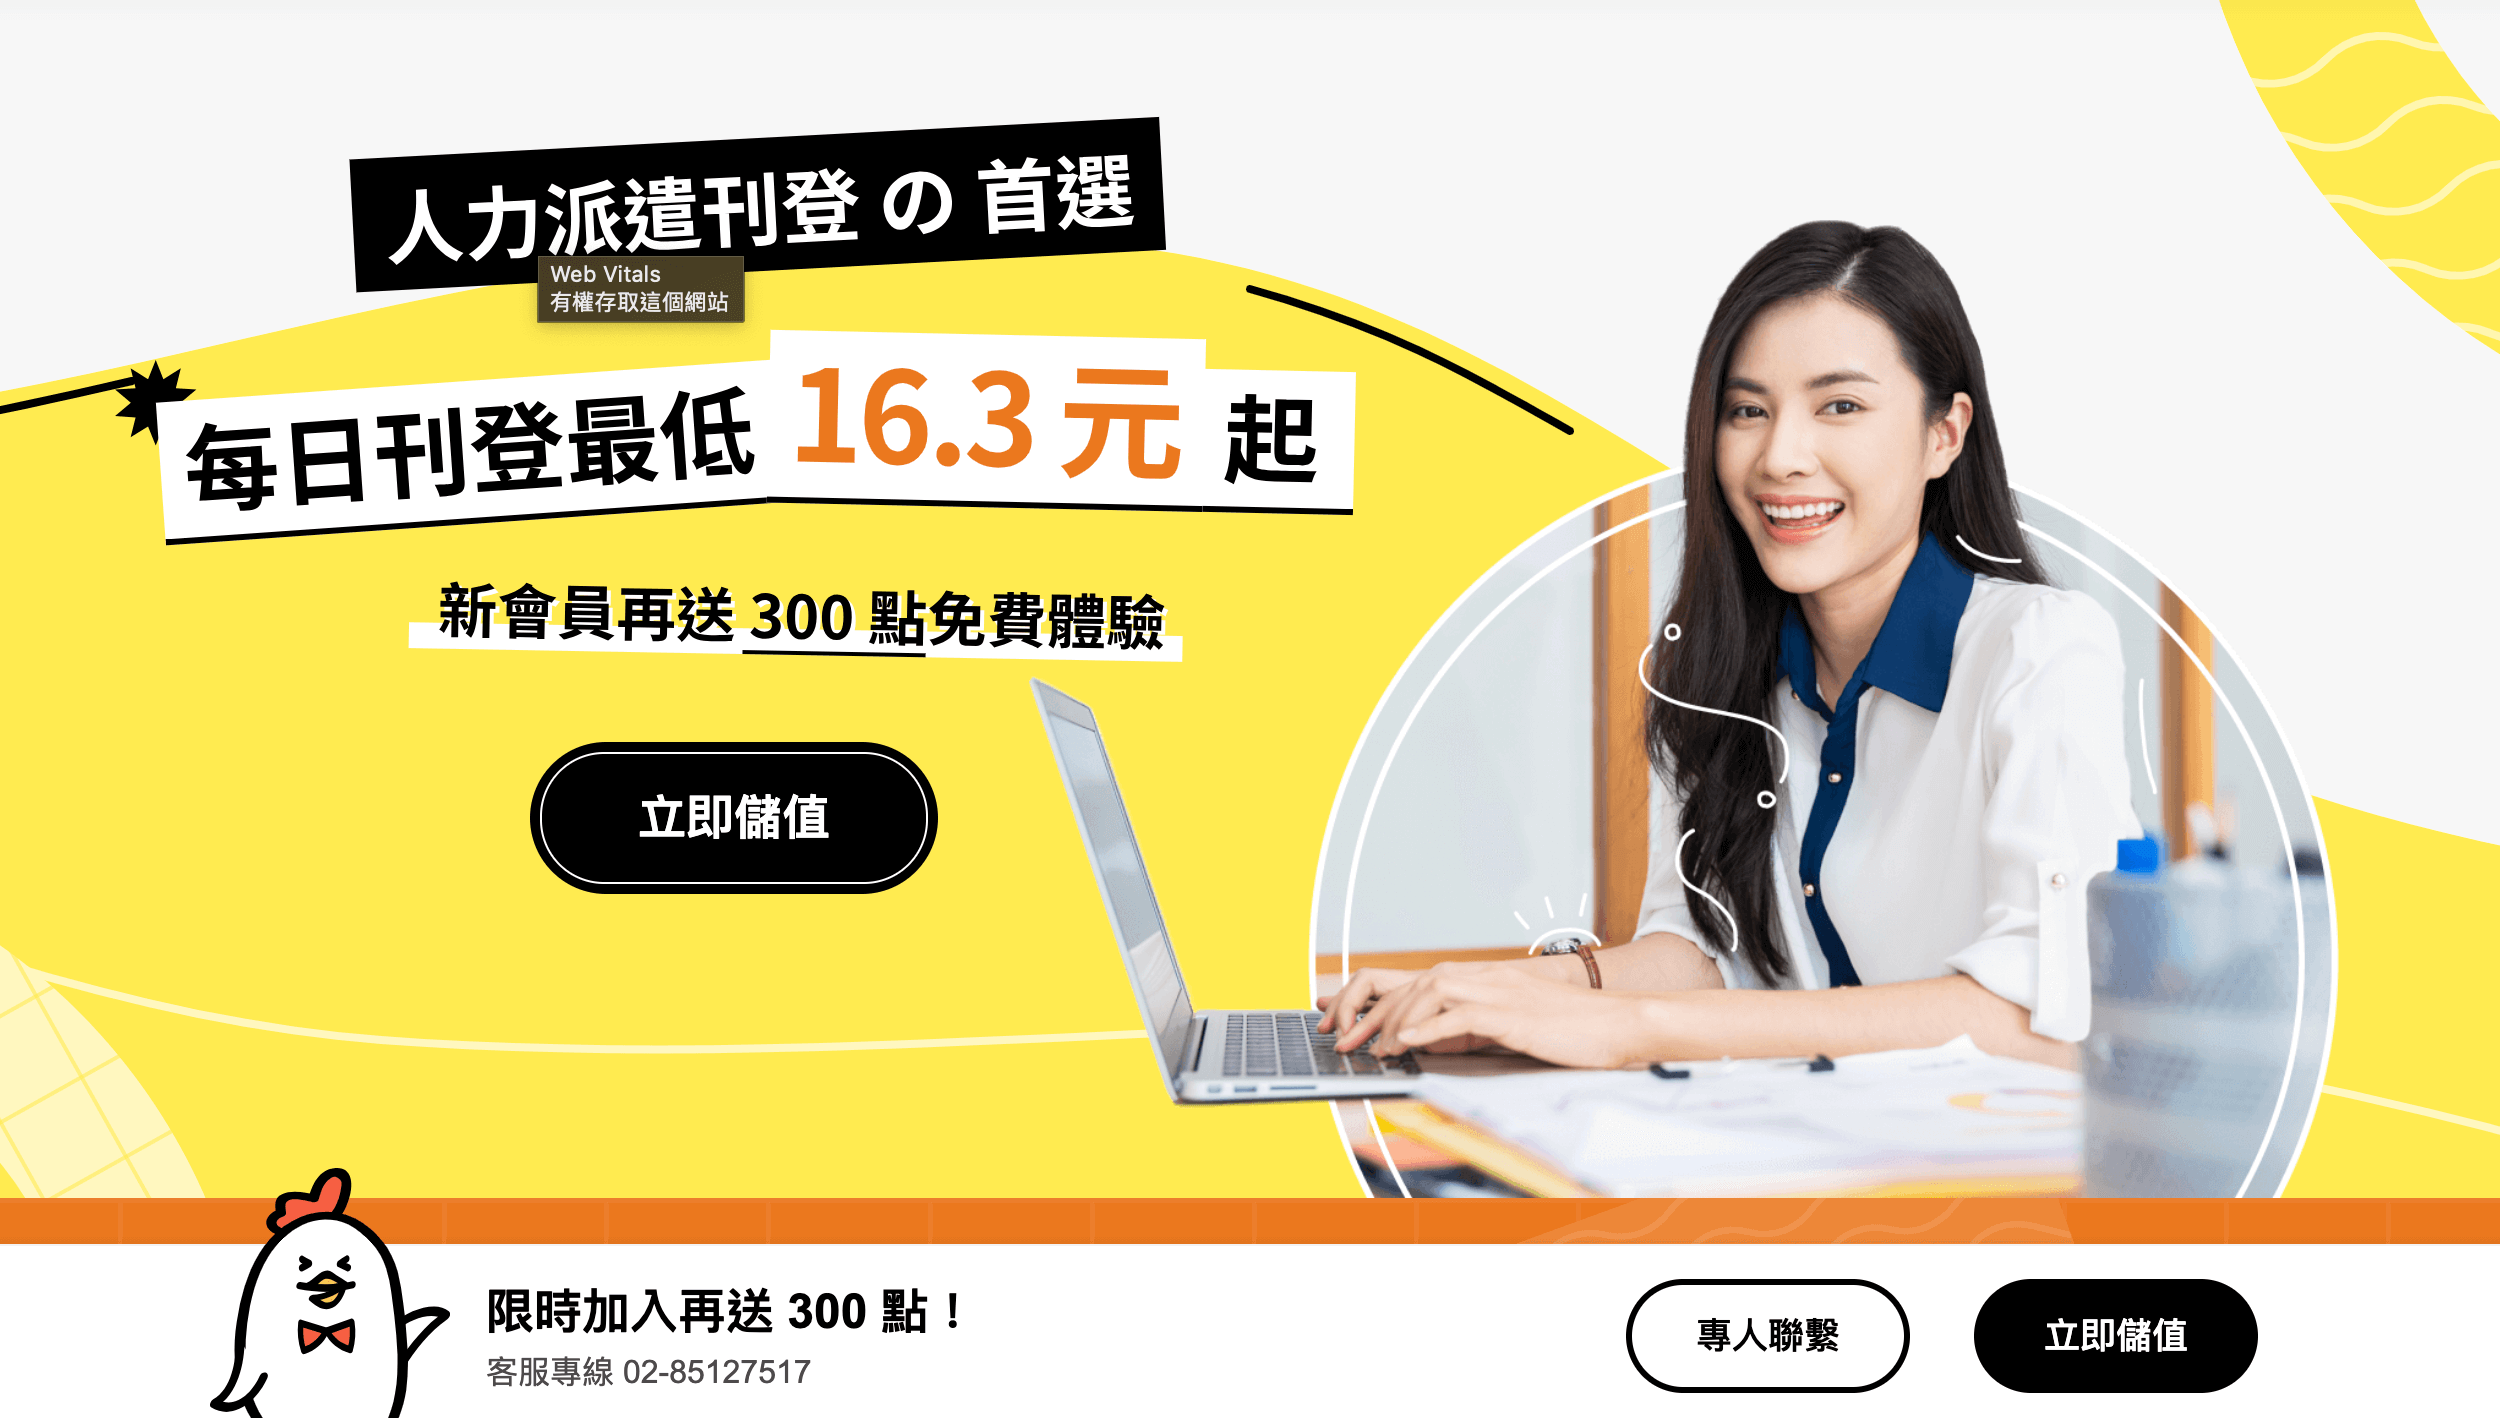 人力派遣刊登 の 首選
Web Vitals
有權存取這個網站
每日刊登最低 16.3 元 起
新會員再送 300 點免費體驗
立即儲值
限時加入再送 300 點！
客服專線 02-85127517
專人聯繫
立即儲值